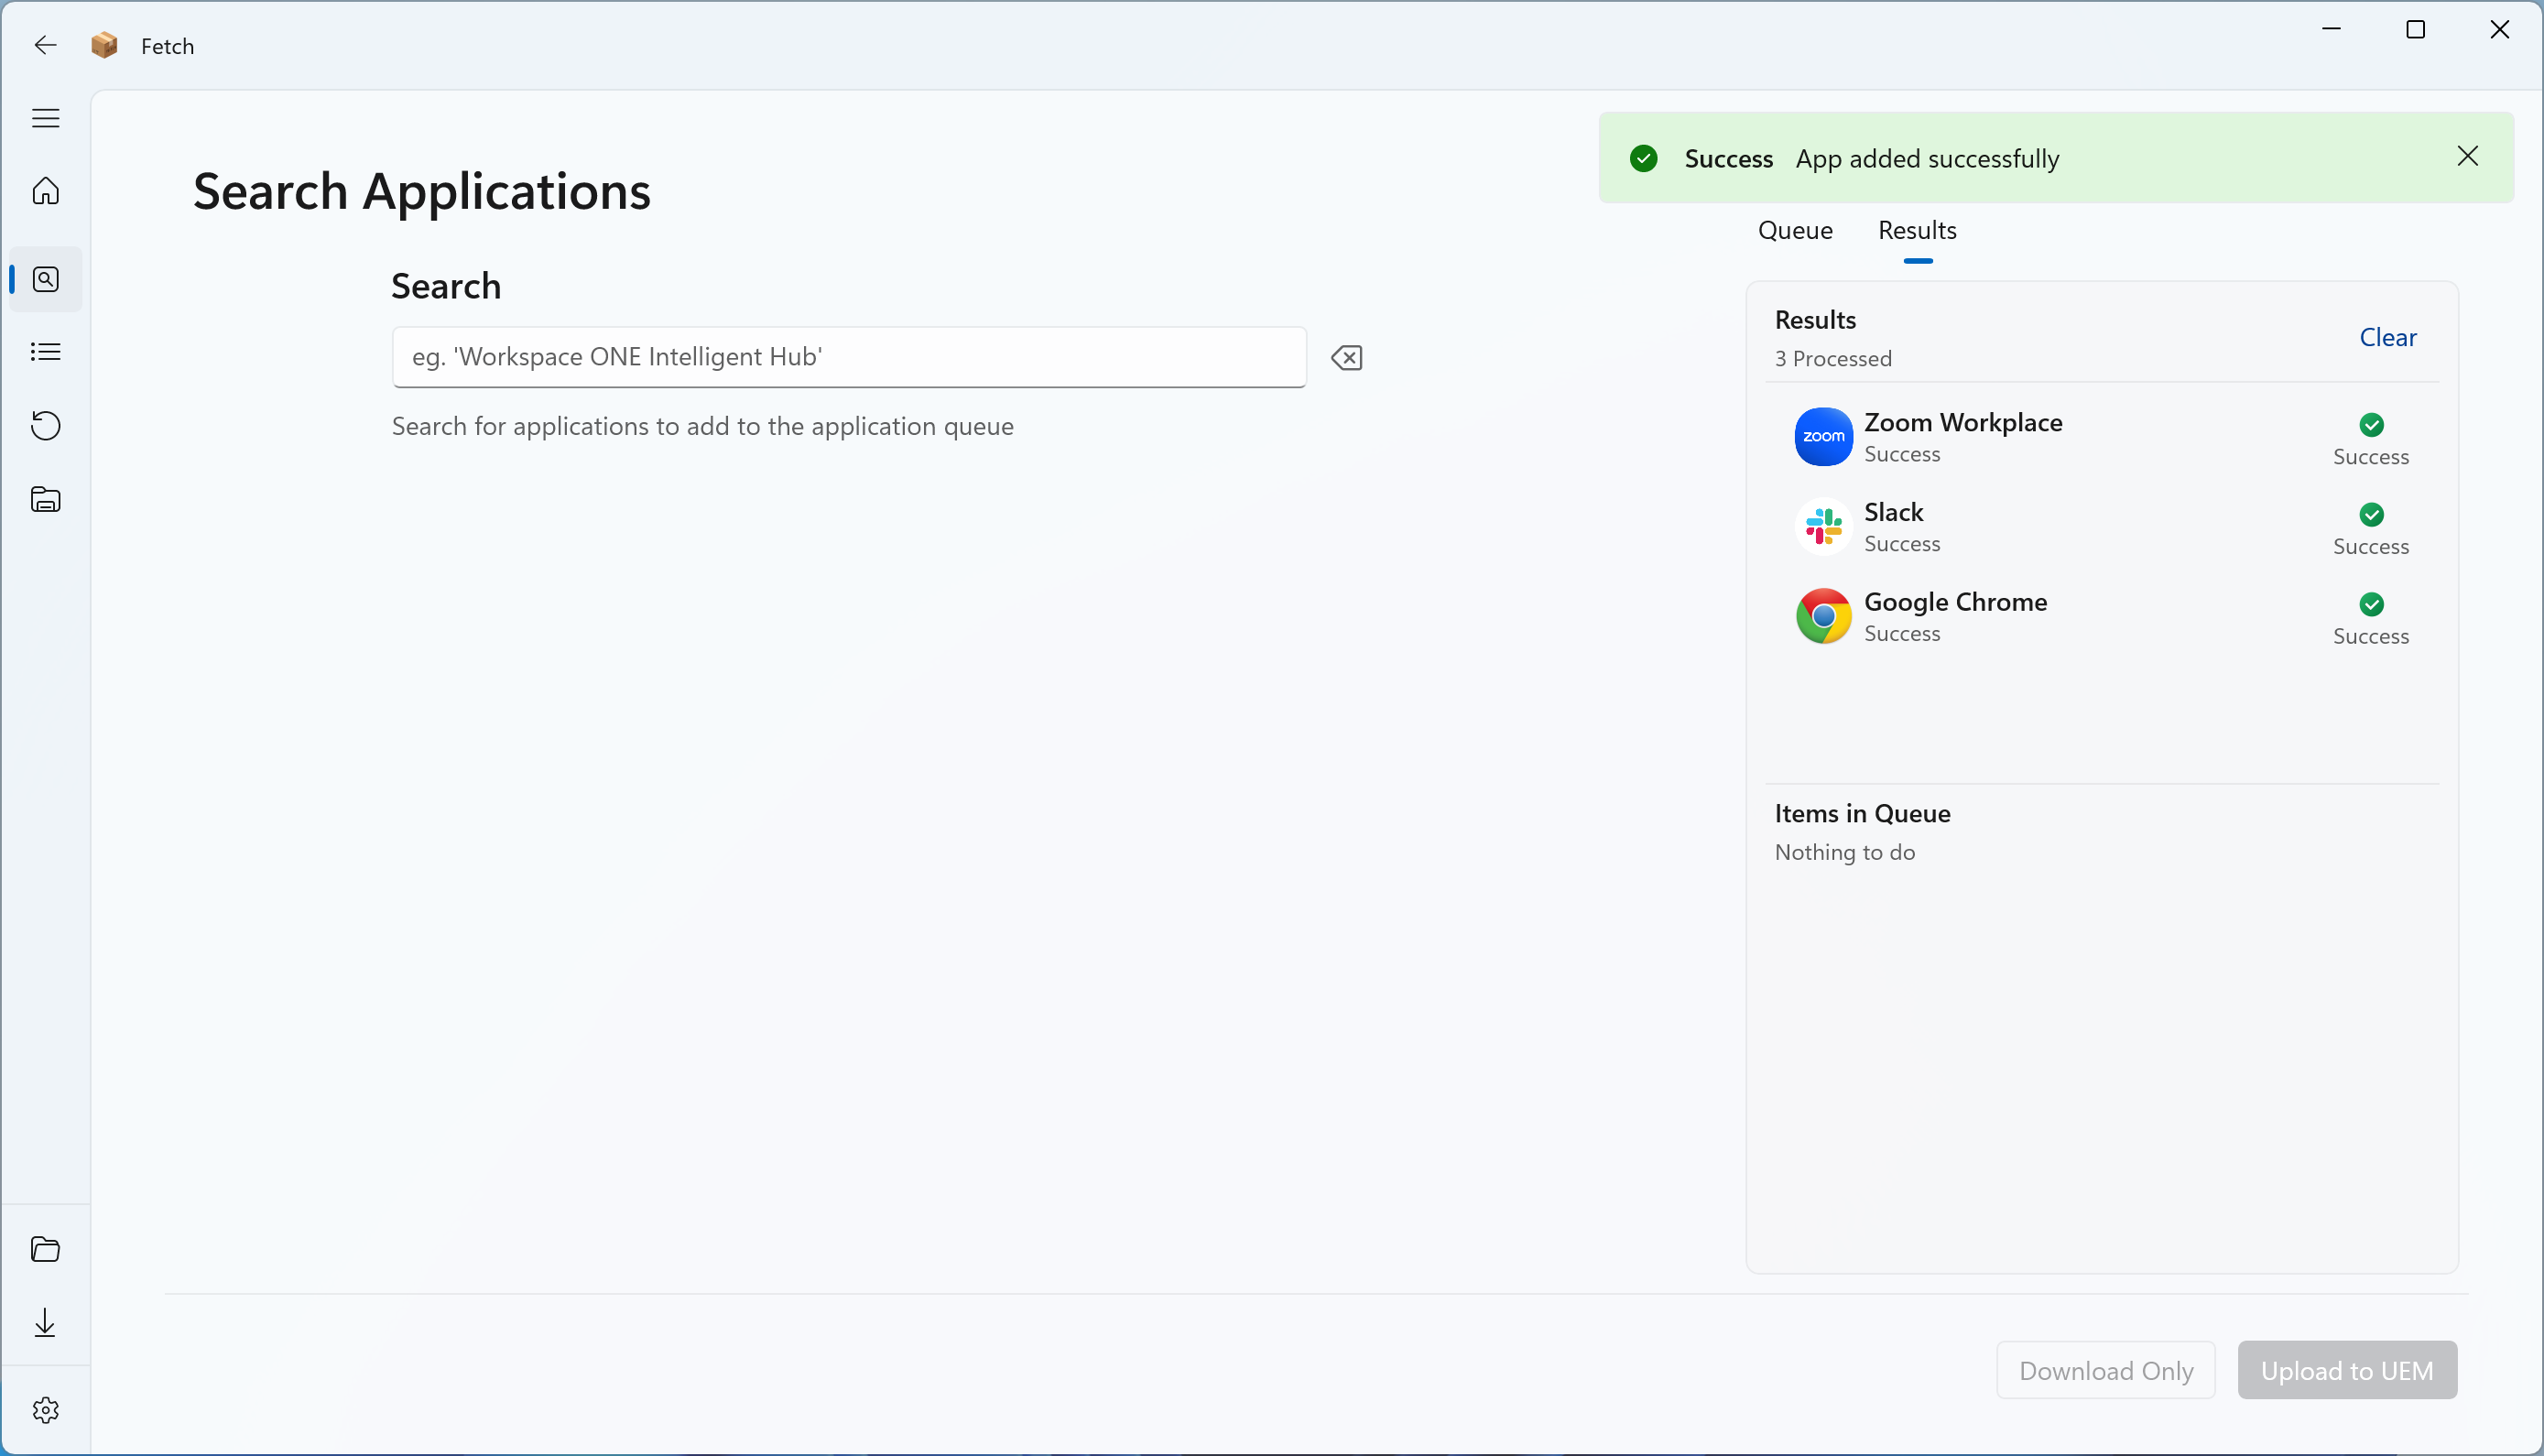 Fetch
Success App added successfully
Search Applications
Queue Results
Search
eg. 'Workspace ONE Intelligent Hub'
Search for applications to add to the application queue
Results
3 Processed
Clear
zoom
Zoom Workplace
Success
Success
Slack
Success
Success
Google Chrome
Success
Success
Items in Queue
Nothing to do
Download Only
Upload to UEM